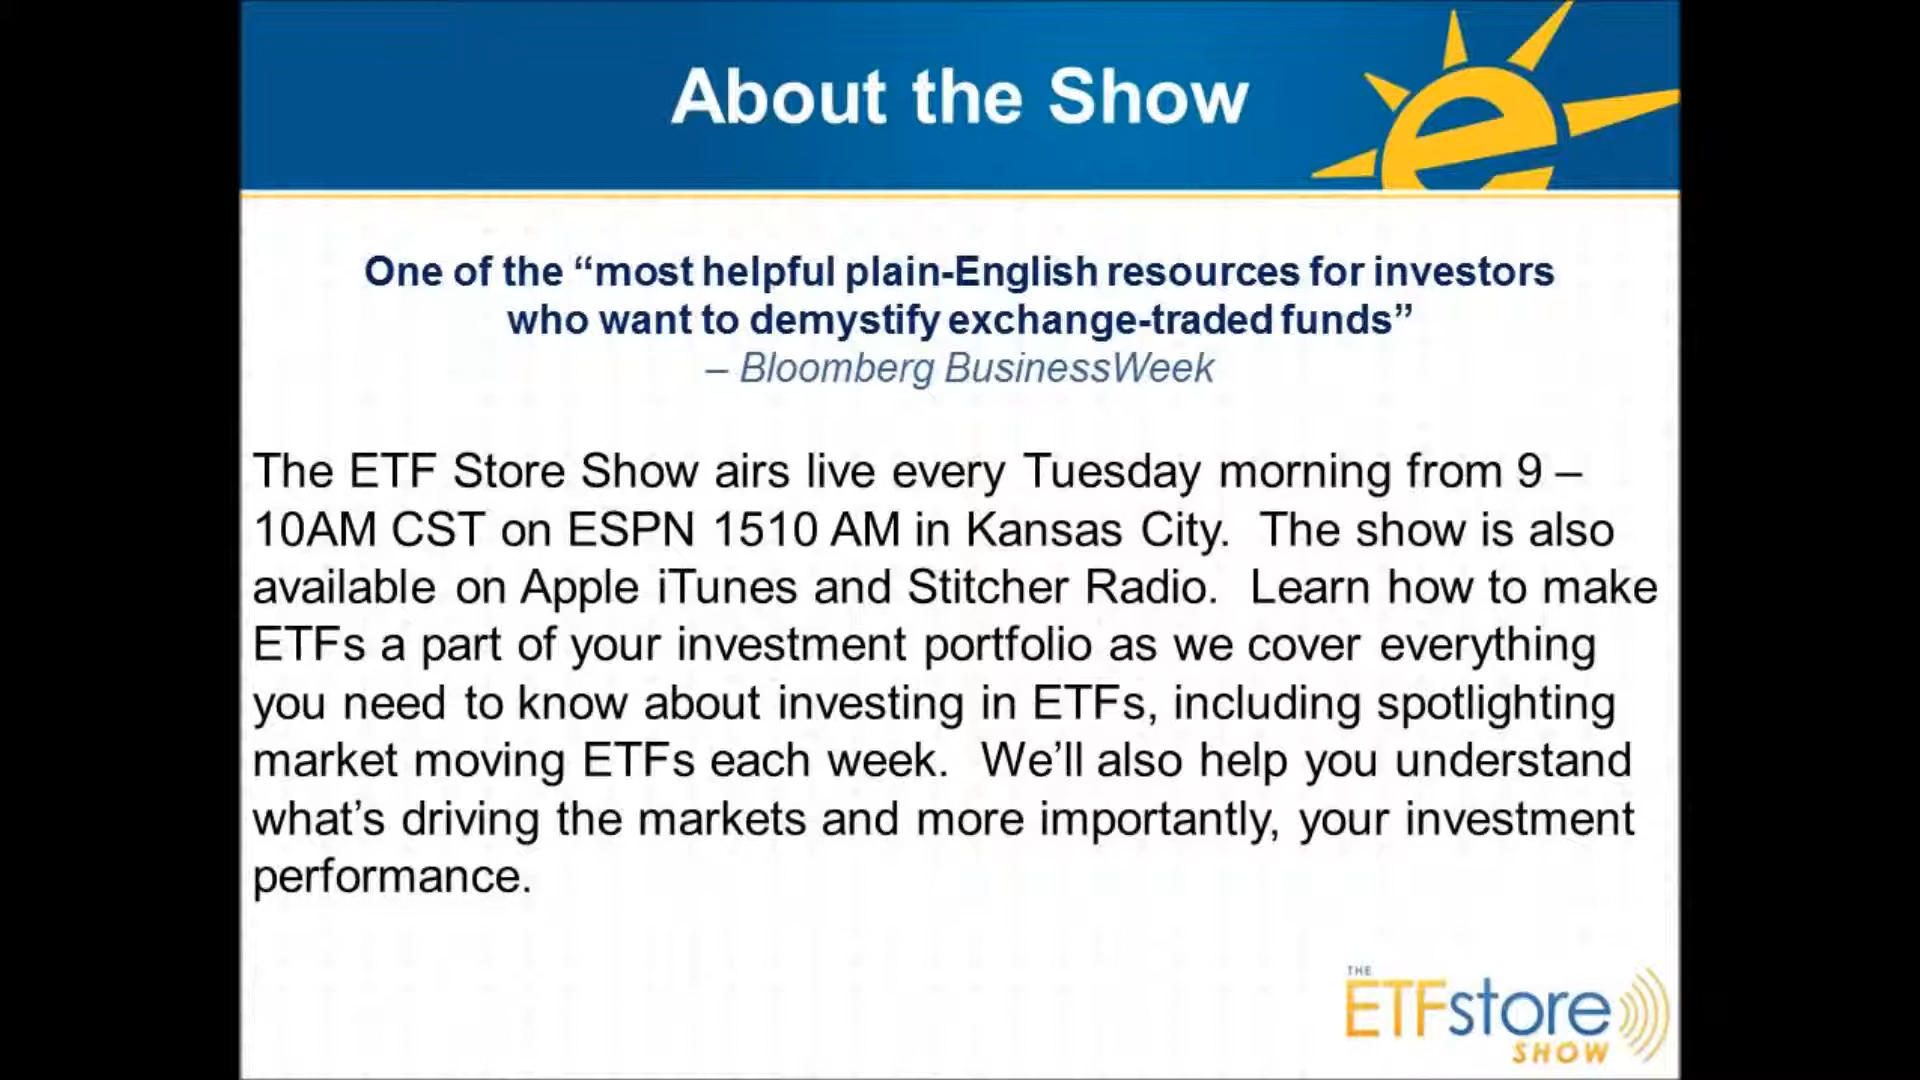 About the Show
One of the “most helpful plain-English resources for investors
who want to demystify exchange-traded funds”
– Bloomberg BusinessWeek
The ETF Store Show airs live every Tuesday morning from 9 –
10AM CST on ESPN 1510 AM in Kansas City.  The show is also
available on Apple iTunes and Stitcher Radio.  Learn how to make
ETFs a part of your investment portfolio as we cover everything
you need to know about investing in ETFs, including spotlighting
market moving ETFs each week.  We’ll also help you understand
what’s driving the markets and more importantly, your investment
performance.
THE
ETFstore
SHOW